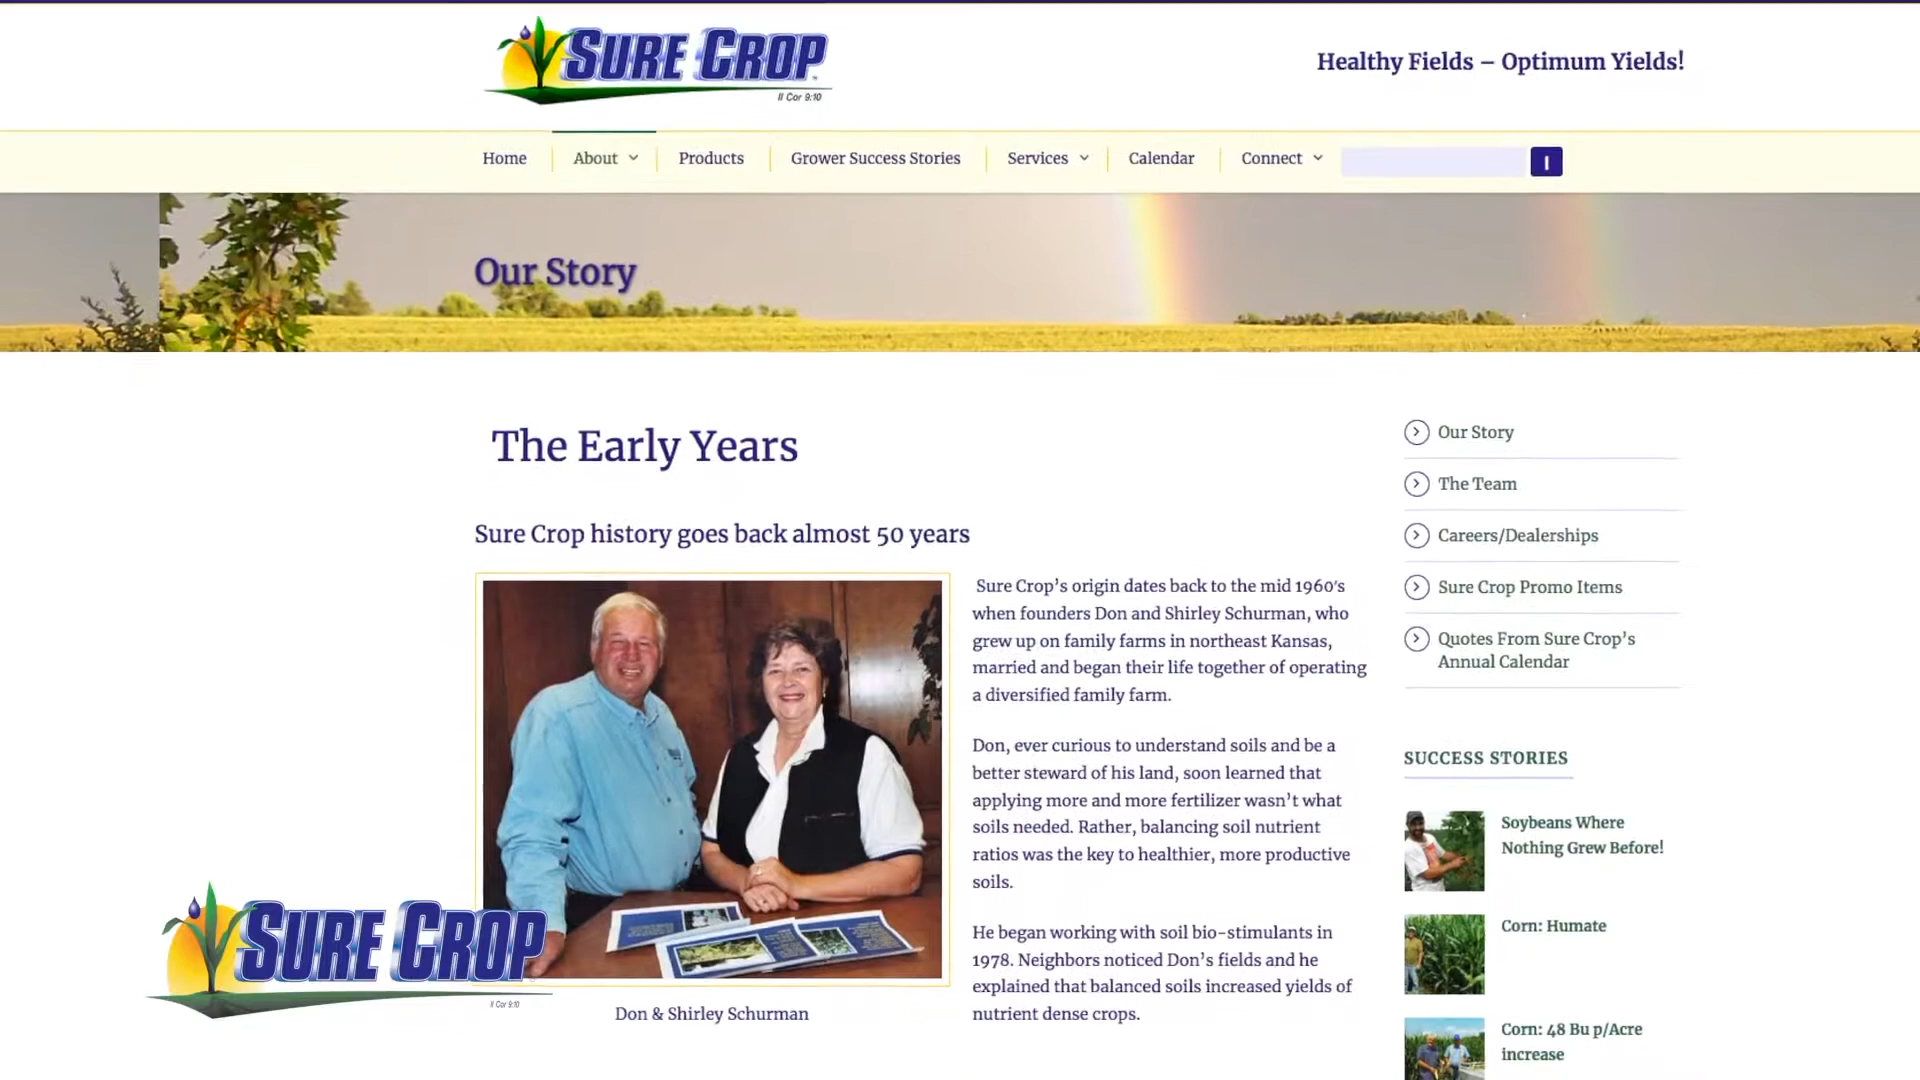 SURE CROP
II Cor 9:10
Healthy Fields – Optimum Yields!
Home
About
Products
Grower Success Stories
Services
Calendar
Connect
Our Story
The Early Years
Sure Crop history goes back almost 50 years
Sure Crop’s origin dates back to the mid 1960′s
when founders Don and Shirley Schurman, who
grew up on family farms in northeast Kansas,
married and began their life together of operating
a diversified family farm.
Don, ever curious to understand soils and be a
better steward of his land, soon learned that
applying more and more fertilizer wasn’t what
soils needed. Rather, balancing soil nutrient
ratios was the key to healthier, more productive
soils.
He began working with soil bio-stimulants in
1978. Neighbors noticed Don’s fields and he
explained that balanced soils increased yields of
nutrient dense crops.
Don & Shirley Schurman
SURE CROP
II Cor 9:10
Our Story
The Team
Careers/Dealerships
Sure Crop Promo Items
Quotes From Sure Crop’s
Annual Calendar
SUCCESS STORIES
Soybeans Where
Nothing Grew Before!
Corn: Humate
Corn: 48 Bu p/Acre
increase